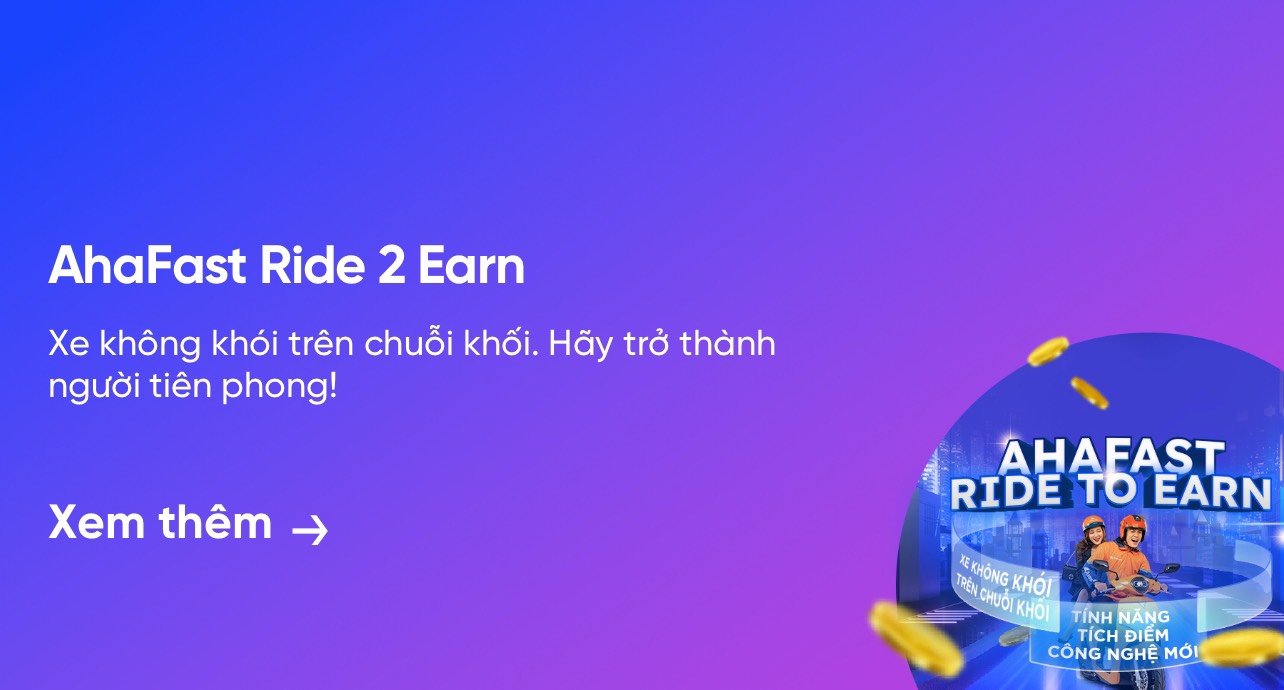 AhaFast Ride 2 Earn
Xe không khói trên chuỗi khối. Hãy trở thành
người tiên phong!
Xem thêm →
AHAFAST
RIDE TO EARN
XE KHÔNG KHÓI
TRÊN CHUỖI KHỐI
TÍNH NĂNG
TÍCH ĐIỂM
CÔNG NGHỆ MỚI